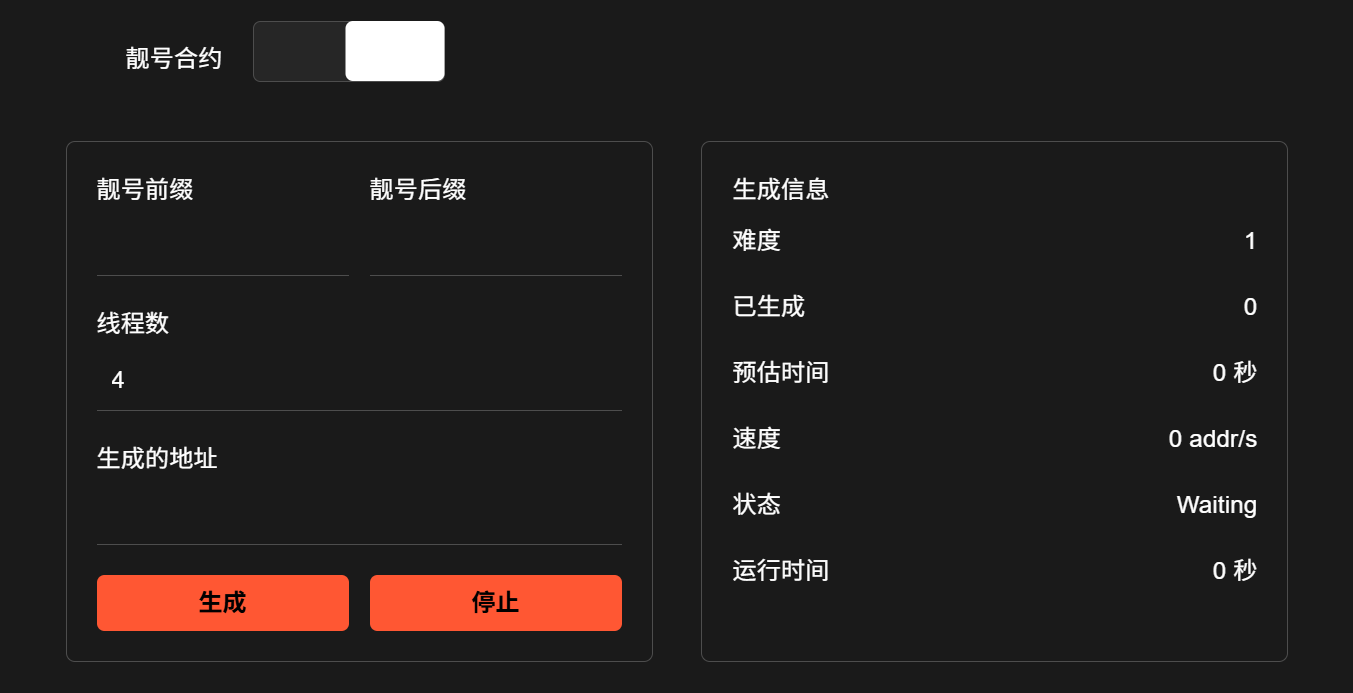 靓号合约
靓号前缀
靓号后缀
线程数
4
生成的地址
生成
停止
生成信息
难度 1
已生成 0
预估时间 0 秒
速度 0 addr/s
状态 Waiting
运行时间 0 秒